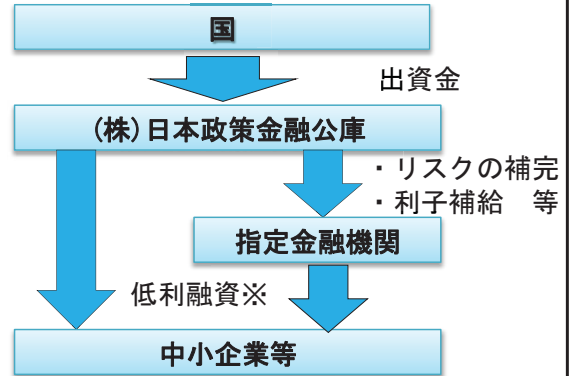 国
出資金
(株)日本政策金融公庫
・リスクの補完
・利子補給　等
指定金融機関
低利融資※
中小企業等